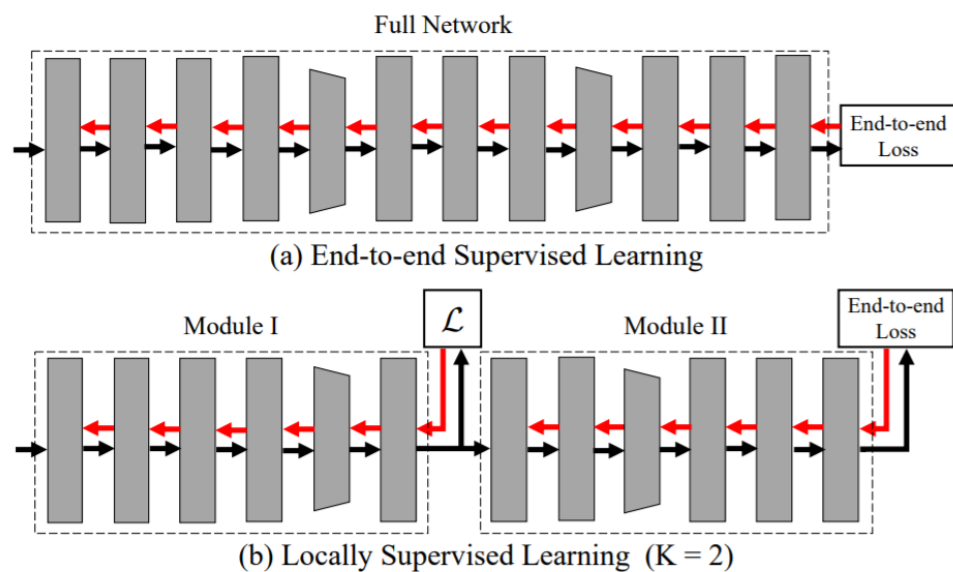 Full Network
End-to-end
Loss
(a) End-to-end Supervised Learning
Module I
ℒ
Module II
End-to-end
Loss
(b) Locally Supervised Learning (K = 2)